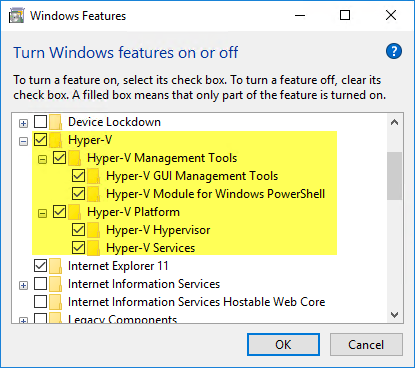 Windows Features
Turn Windows features on or off
To turn a feature on, select its check box. To turn a feature off, clear its
check box. A filled box means that only part of the feature is turned on.
Device Lockdown
Hyper-V
Hyper-V Management Tools
Hyper-V GUI Management Tools
Hyper-V Module for Windows PowerShell
Hyper-V Platform
Hyper-V Hypervisor
Hyper-V Services
Internet Explorer 11
Internet Information Services
Internet Information Services Hostable Web Core
Legacy Components
OK
Cancel